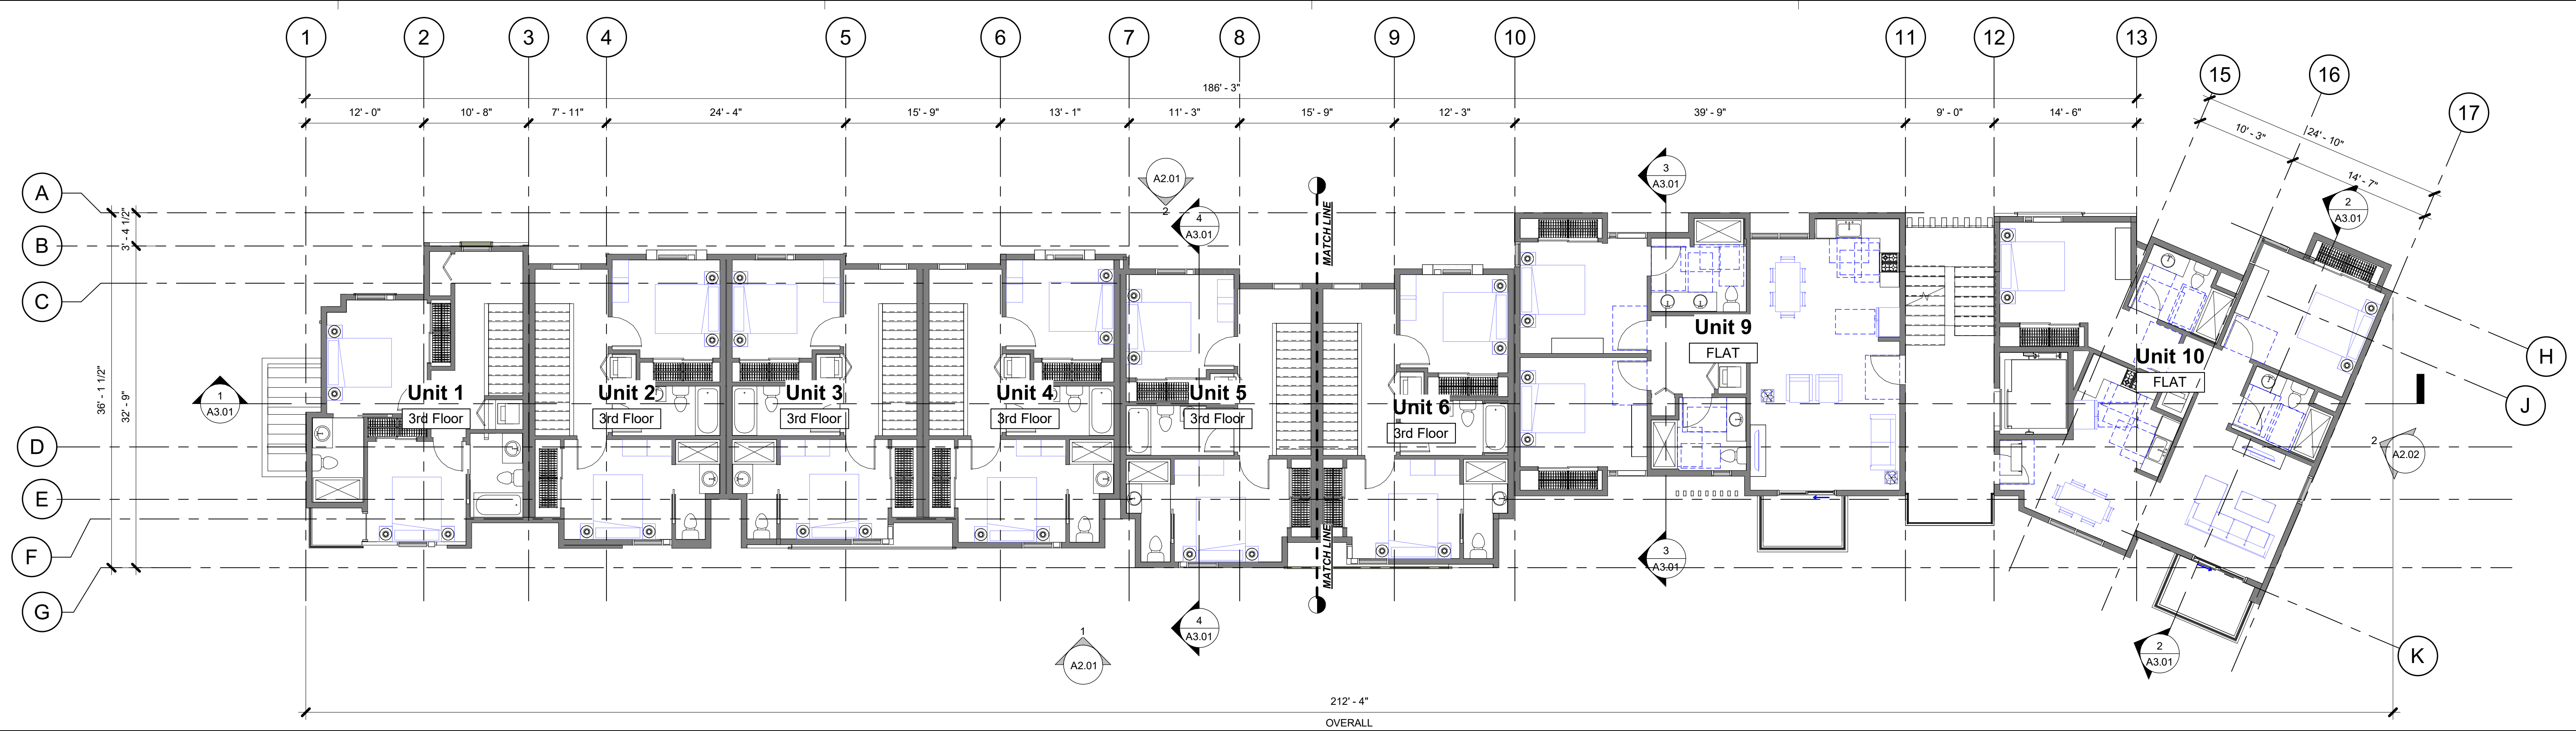 1 2 3 4 5 6 7 8 9 10 11 12 13
15 16 17
186' - 3"
12' - 0" 10' - 8" 7' - 11" 24' - 4" 15' - 9" 13' - 1" 11' - 3" 15' - 9" 12' - 3" 39' - 9" 9' - 0" 14' - 6"
24' - 10"
10' - 3"
14' - 7"
A
B
C
D
E
F
G
H
J
K
3' - 4 1/2"
36' - 1 1/2"
32' - 9"
A2.01
2
4
A3.01
MATCH LINE
3
A3.01
2
A3.01
1
A3.01
Unit 1
3rd Floor
Unit 2
3rd Floor
Unit 3
3rd Floor
Unit 4
3rd Floor
Unit 5
3rd Floor
Unit 6
3rd Floor
Unit 9
FLAT
Unit 10
FLAT
2
A2.02
MATCH LINE
3
A3.01
4
A3.01
1
A2.01
2
A3.01
212' - 4"
OVERALL